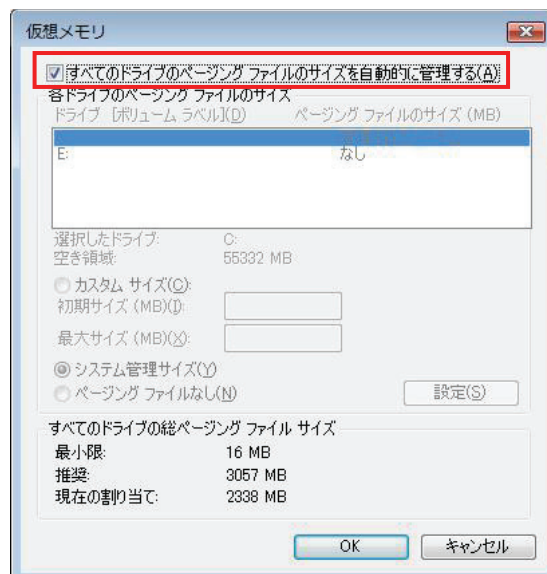 仮想メモリ
すべてのドライブのページング ファイルのサイズを自動的に管理する(A)
各ドライブのページング ファイルのサイズ
ドライブ [ボリューム ラベル](D) ページング ファイルのサイズ (MB)
E: なし
選択したドライブ: C:
空き領域: 55332 MB
カスタム サイズ(C):
初期サイズ (MB)(I):
最大サイズ (MB)(X):
システム管理サイズ(Y)
ページング ファイルなし(N) 設定(S)
すべてのドライブの総ページング ファイル サイズ
最小限: 16 MB
推奨: 3057 MB
現在の割り当て: 2338 MB
OK キャンセル